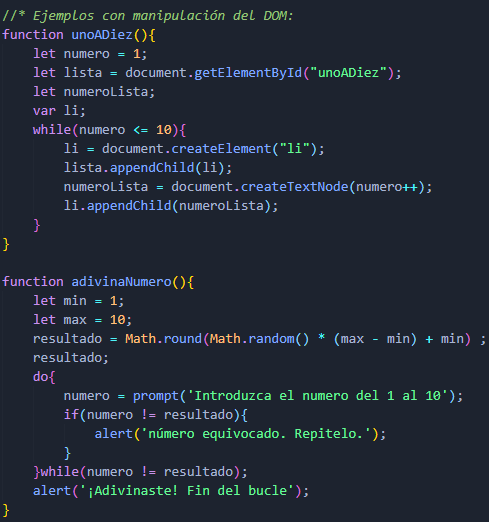 //* Ejemplos con manipulación del DOM:
function unoADiez(){
    let numero = 1;
    let lista = document.getElementById("unoADiez");
    let numeroLista;
    var li;
    while(numero <= 10){
        li = document.createElement("li");
        lista.appendChild(li);
        numeroLista = document.createTextNode(numero++);
        li.appendChild(numeroLista);
    }
}

function adivinaNumero(){
    let min = 1;
    let max = 10;
    resultado = Math.round(Math.random() * (max - min) + min) ;
    resultado;
    do{
        numero = prompt('Introduzca el numero del 1 al 10');
        if(numero != resultado){
            alert('número equivocado. Repitelo.');
        }
    }while(numero != resultado);
    alert('¡Adivinaste! Fin del bucle');
}